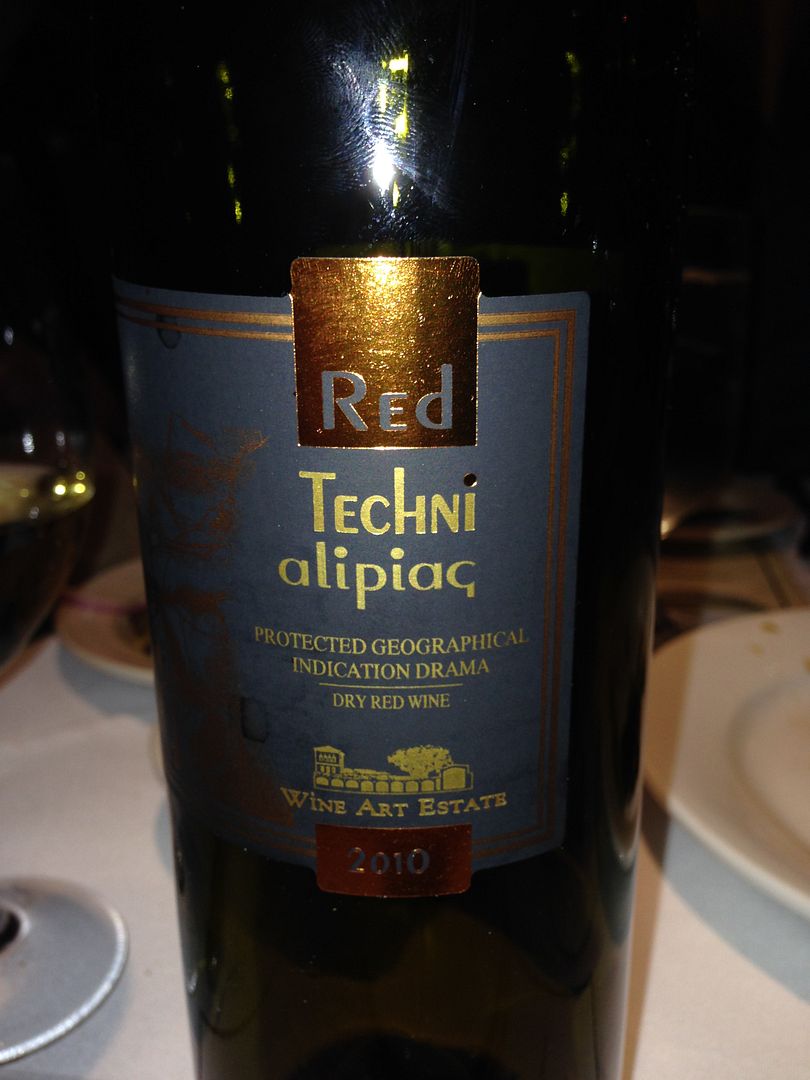 Red
Techni
alipiaς
PROTECTED GEOGRAPHICAL
INDICATION DRAMA
DRY RED WINE
WINE ART ESTATE
2010